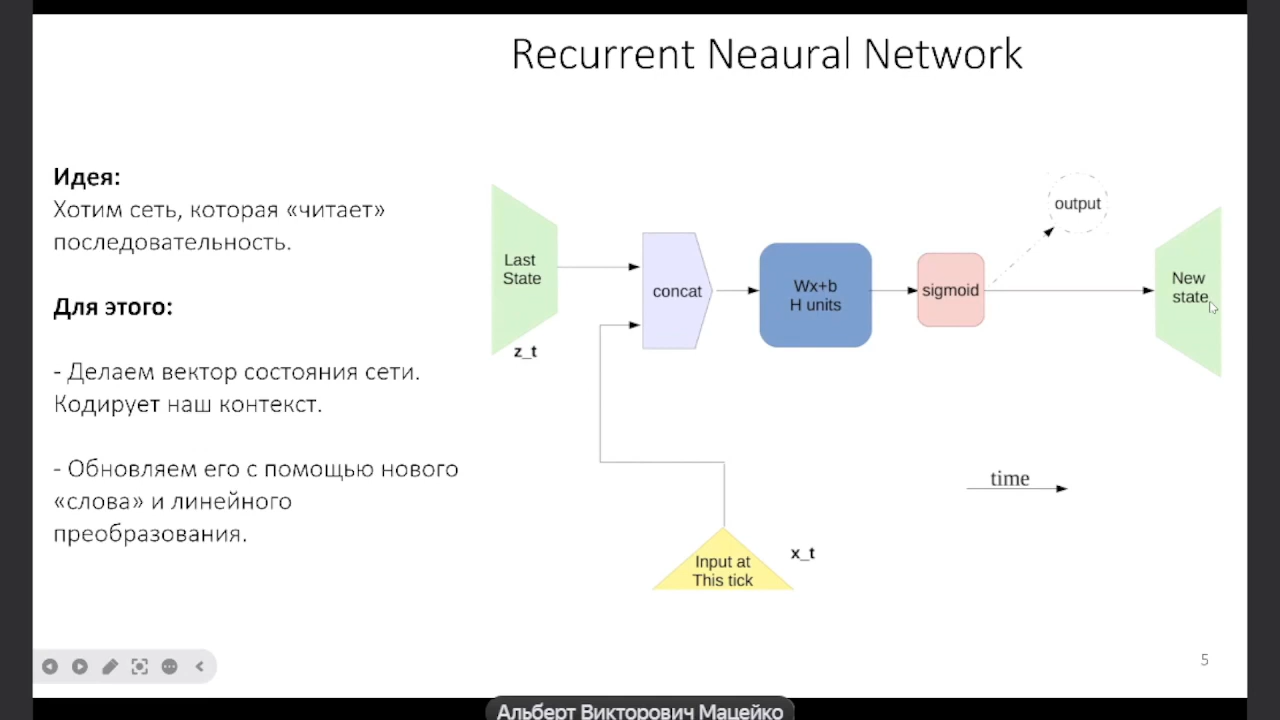 Recurrent Neaural Network
Идея:
Хотим сеть, которая «читает»
последовательность.
Для этого:
- Делаем вектор состояния сети.
Кодирует наш контекст.
- Обновляем его с помощью нового
«слова» и линейного
преобразования.
Last
State
z_t
concat
Wx+b
H units
sigmoid
output
New
state
time
Input at
This tick
x_t
5
Альберт Викторович Мацейко